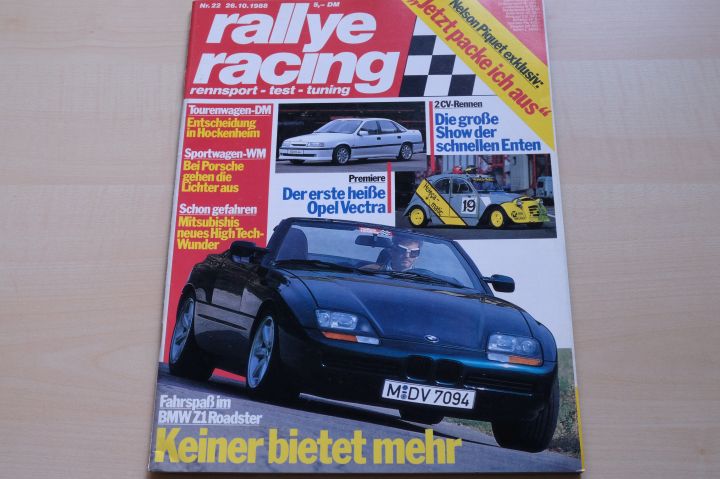 Nr. 22 26.10.1988 5,– DM
rallye
racing
rennsport - test - tuning
Nelson Piquet exklusiv:
„Jetzt packe
ich aus“
Tourenwagen-DM
Entscheidung
in Hockenheim
Sportwagen-WM
Bei Porsche
gehen die
Lichter aus
Schon gefahren
Mitsubishis
neues High Tech-
Wunder
2 CV-Rennen
Die große
Show der
schnellen Enten
Premiere
Der erste heiße
Opel Vectra
19
M DV 7094
Fahrspaß im
BMW Z1 Roadster
Keiner bietet mehr